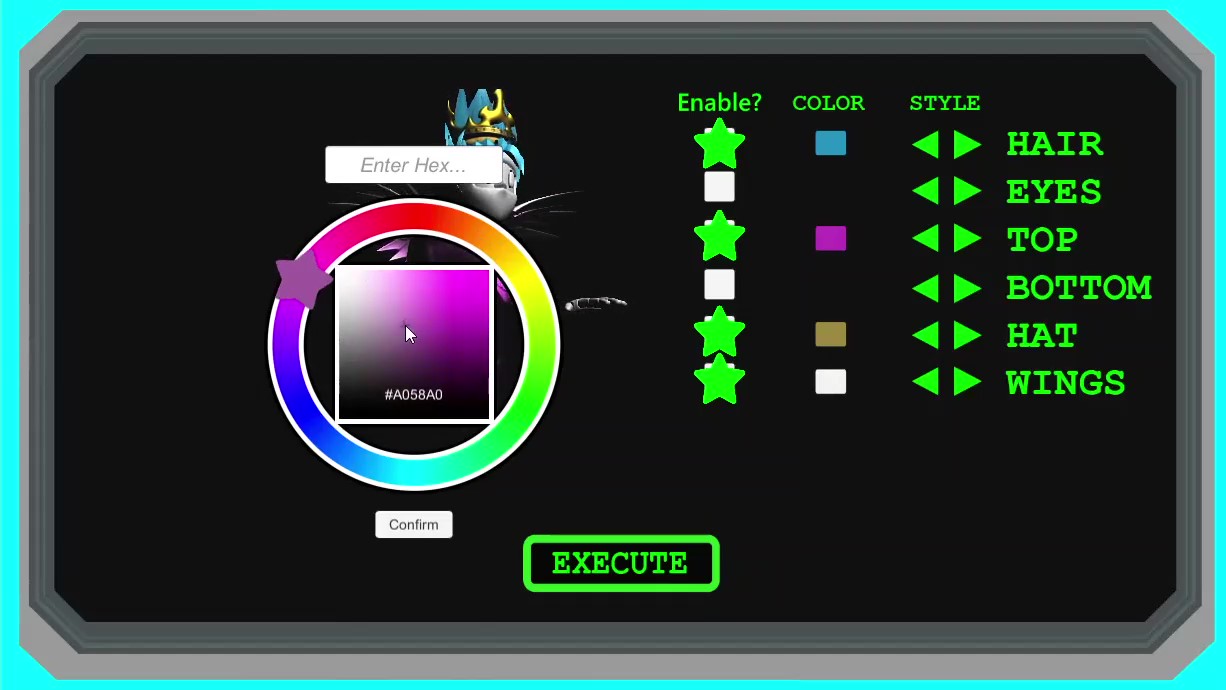 Enable? COLOR STYLE
HAIR
Enter Hex...
EYES
TOP
BOTTOM
HAT
WINGS
#A058A0
Confirm
EXECUTE